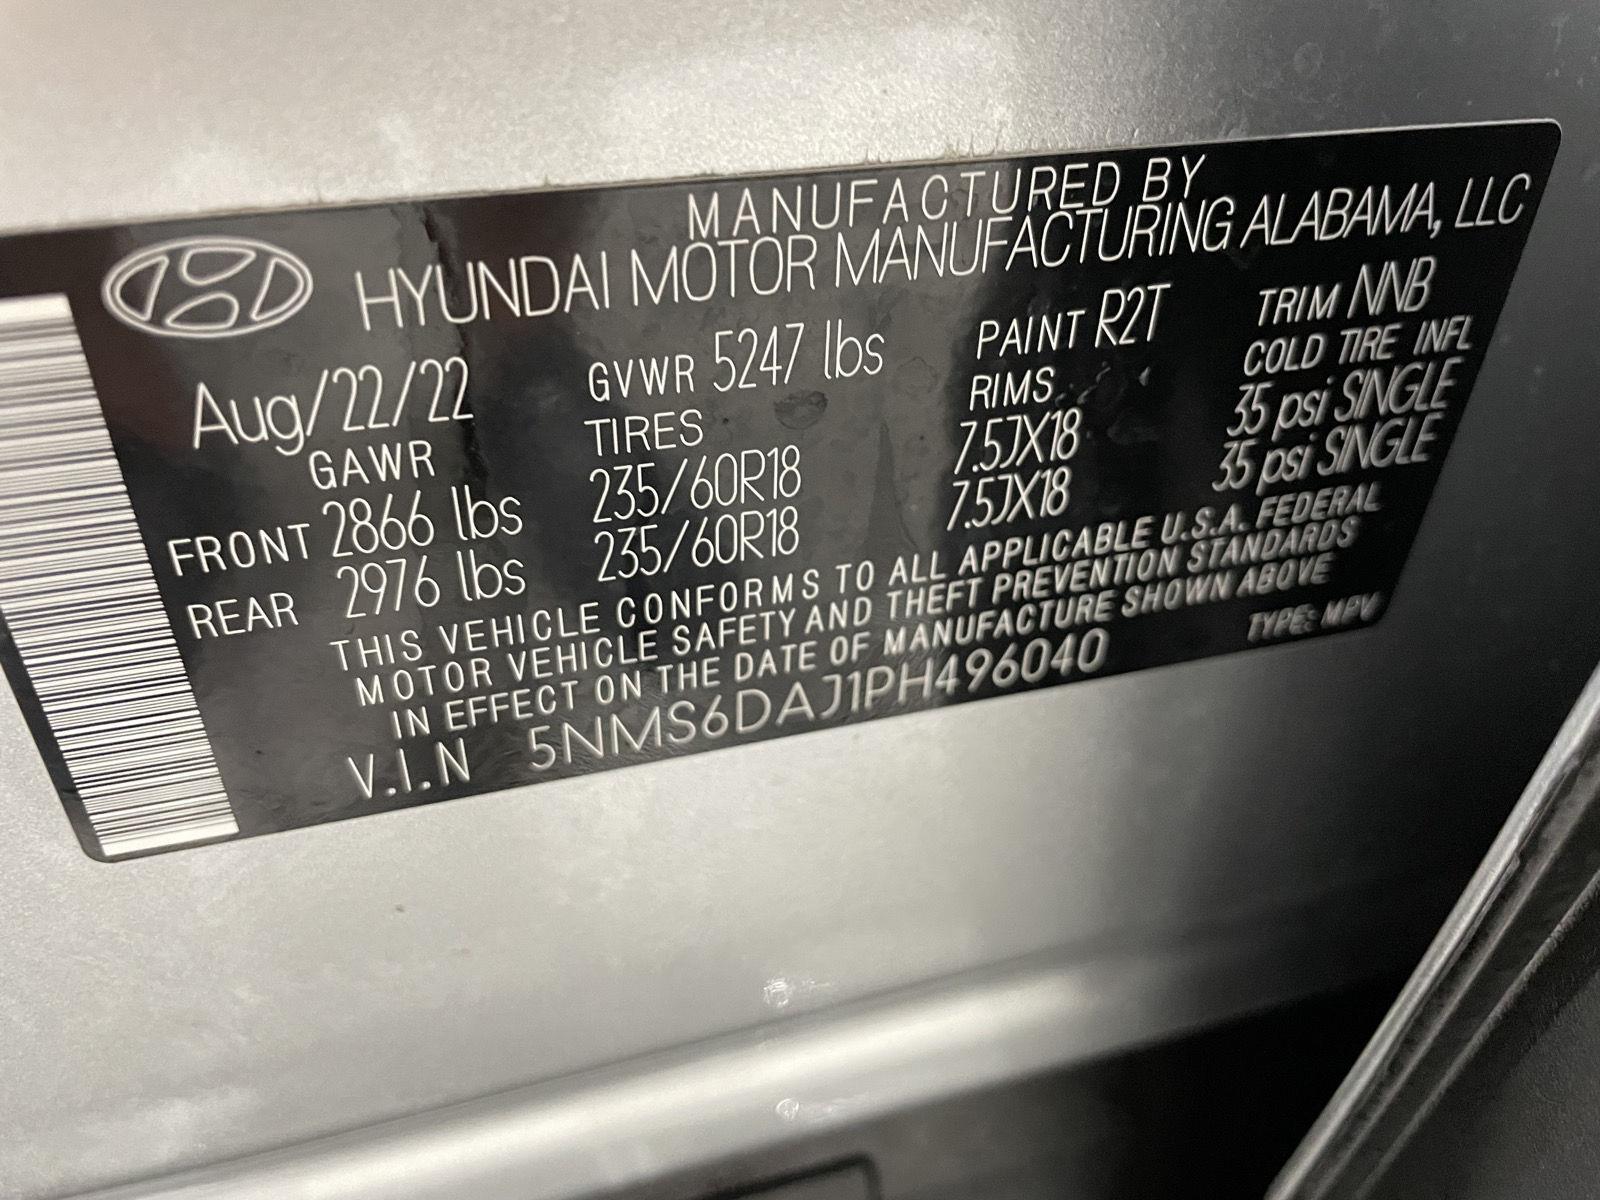 MANUFACTURED BY
HYUNDAI MOTOR MANUFACTURING ALABAMA, LLC
Aug/22/22 GVWR 5247 lbs PAINT R2T TRIM NNB
GAWR TIRES RIMS COLD TIRE INFL
FRONT 2866 lbs 235/60R18 7.5JX18 35 psi SINGLE
REAR 2976 lbs 235/60R18 7.5JX18 35 psi SINGLE
THIS VEHICLE CONFORMS TO ALL APPLICABLE U.S.A. FEDERAL
MOTOR VEHICLE SAFETY AND THEFT PREVENTION STANDARDS
IN EFFECT ON THE DATE OF MANUFACTURE SHOWN ABOVE
V.I.N 5NMS6DAJ1PH496040 TYPE: MPV